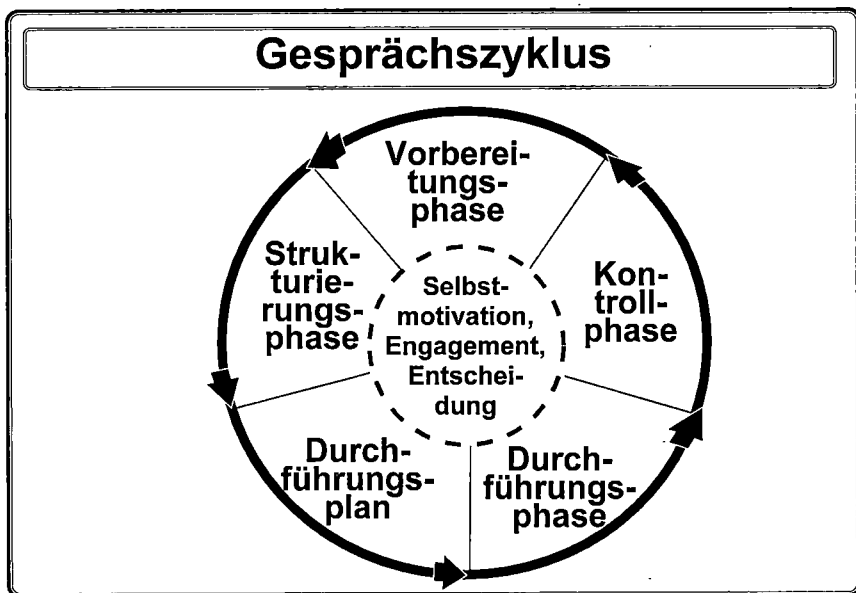 Gesprächszyklus
Vorberei-
tungs-
phase
Struk-
turie-
rungs-
phase
Selbst-
motivation,
Engagement,
Entschei-
dung
Kon-
troll-
phase
Durch-
führungs-
plan
Durch-
führungs-
phase